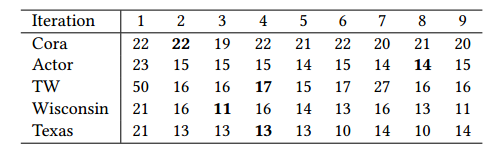 Iteration 1 2 3 4 5 6 7 8 9
Cora 22 22 19 22 21 22 20 21 20
Actor 23 15 15 15 14 15 14 14 15
TW 50 16 16 17 15 17 27 16 16
Wisconsin 21 16 11 16 14 13 16 13 11
Texas 21 13 13 13 13 10 14 10 14